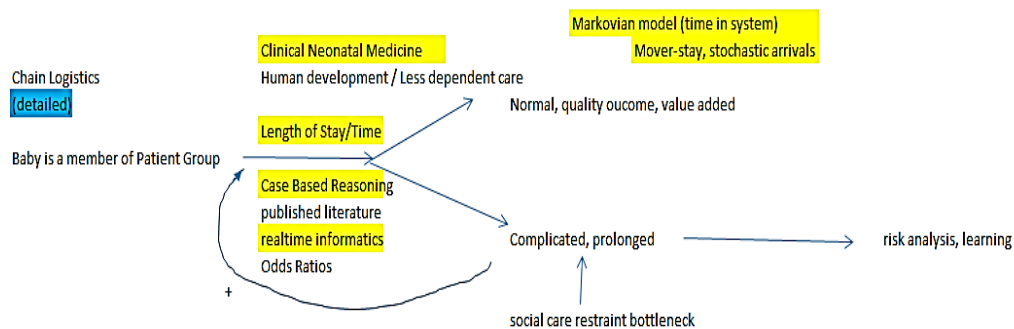 Markovian model (time in system)
Mover-stay, stochastic arrivals
Clinical Neonatal Medicine
Human development / Less dependent care
Chain Logistics
(detailed)
Normal, quality oucome, value added
Length of Stay/Time
Baby is a member of Patient Group
Case Based Reasoning
published literature
realtime informatics
Odds Ratios
Complicated, prolonged
risk analysis, learning
+
social care restraint bottleneck